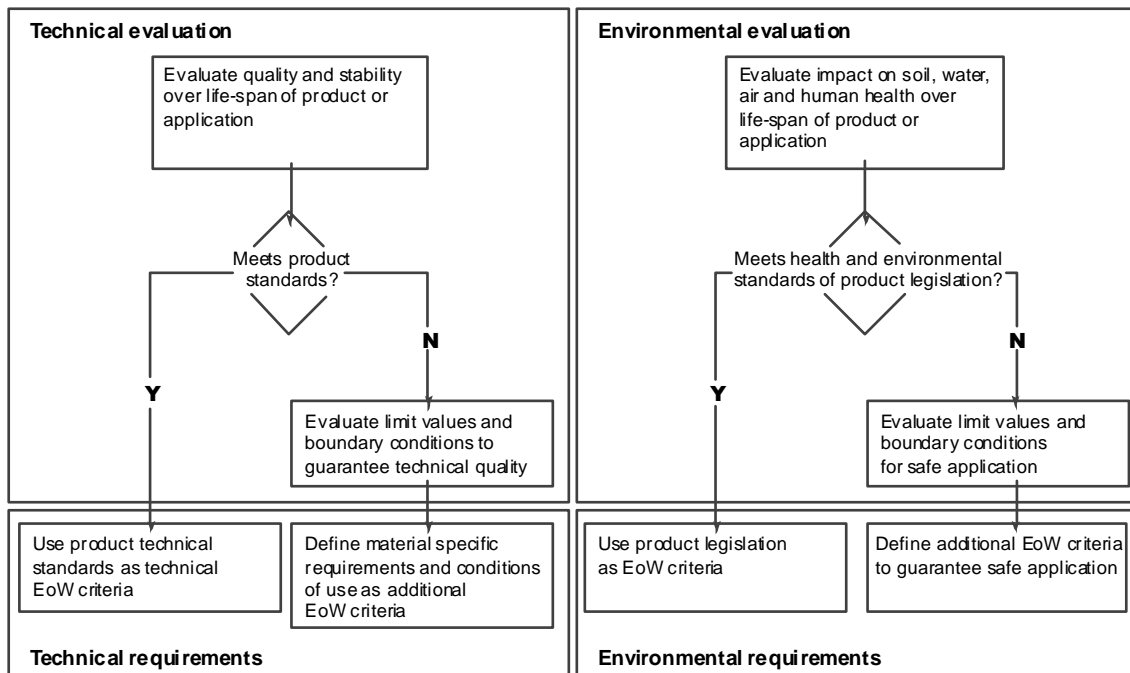 Technical evaluation
Evaluate quality and stability
over life-span of product or
application
Meets product
standards?
Y
N
Evaluate limit values and
boundary conditions to
guarantee technical quality
Use product technical
standards as technical
EoW criteria
Define material specific
requirements and conditions
of use as additional
EoW criteria
Technical requirements
Environmental evaluation
Evaluate impact on soil, water,
air and human health over
life-span of product or
application
Meets health and environmental
standards of product legislation?
Y
N
Evaluate limit values and
boundary conditions
for safe application
Use product legislation
as EoW criteria
Define additional EoW criteria
to guarantee safe application
Environmental requirements